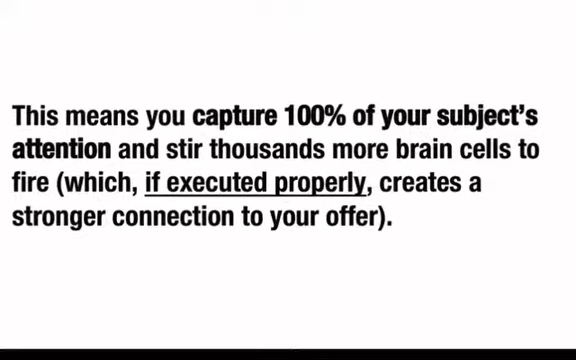 This means you capture 100% of your subject's
attention and stir thousands more brain cells to
fire (which, if executed properly, creates a
stronger connection to your offer).